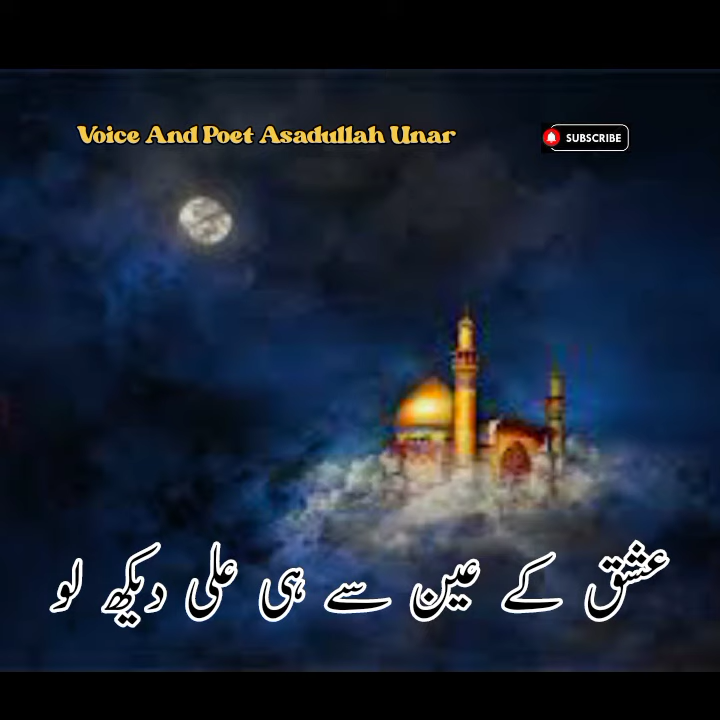 Voice And Poet Asadullah Unar
SUBSCRIBE
عشق کے عین سے ہی علی دیکھ لو